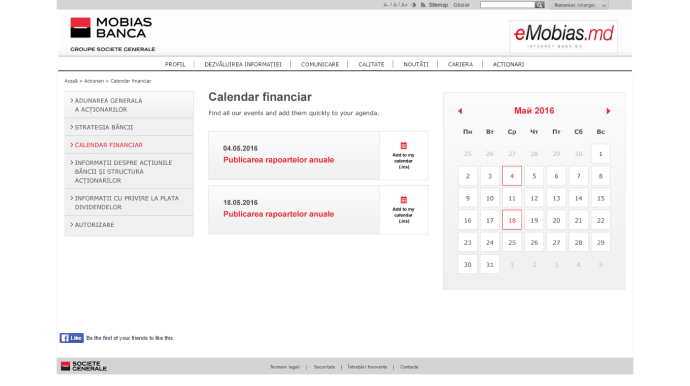 A- / A / A+ Sitemap Glosar
Romanian (change)
MOBIAS
BANCA
GROUPE SOCIETE GENERALE
eMobias.md
INTERNET BANKING
PROFIL | DEZVĂLUIREA INFORMAȚIEI | COMUNICARE | CALITATE | NOUTĂȚI | CARIERA | ACTIONARI
Acasă > Actionari > Calendar financiar
> ADUNAREA GENERALA
A ACȚIONARILOR
> STRATEGIA BĂNCII
> CALENDAR FINANCIAR
> INFORMAȚII DESPRE ACȚIUNILE
BĂNCII ȘI STRUCTURA
ACȚIONARILOR
> INFORMAȚII CU PRIVIRE LA PLATA
DIVIDENDELOR
> AUTORIZARE
Calendar financiar
Find all our events and add them quickly to your agenda.
04.05.2016
Publicarea rapoartelor anuale
Add to my
calendar
(.ics)
18.05.2016
Publicarea rapoartelor anuale
Add to my
calendar
(.ics)
Май 2016
Пн Вт Ср Чт Пт Сб Вс
25 26 27 28 29 30 1
2 3 4 5 6 7 8
9 10 11 12 13 14 15
16 17 18 19 20 21 22
23 24 25 26 27 28 29
30 31 1 2 3 4 5
Like Be the first of your friends to like this.
SOCIETE
GENERALE
Termeni legali | Securitate | Întrebări frecvente | Contacte